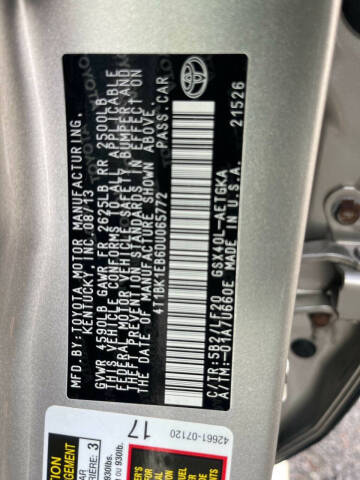 MFD.BY: TOYOTA MOTOR MANUFACTURING,
KENTUCKY, INC. 08/13
GVWR 4590LB GAWR FR 2625LB RR 2500LB
THIS VEHICLE CONFORMS TO ALL APPLICABLE
FEDERAL MOTOR VEHICLE SAFETY, BUMPER, AND
THEFT PREVENTION STANDARDS IN EFFECT ON
THE DATE OF MANUFACTURE SHOWN ABOVE.
4T1BK1EB6DU065772 PASS. CAR
C/TR: 5B2/LF20 GSX40L-AETGKA
A/TM: -01A/U660E MADE IN U.S.A.
21526
17
42661-07120